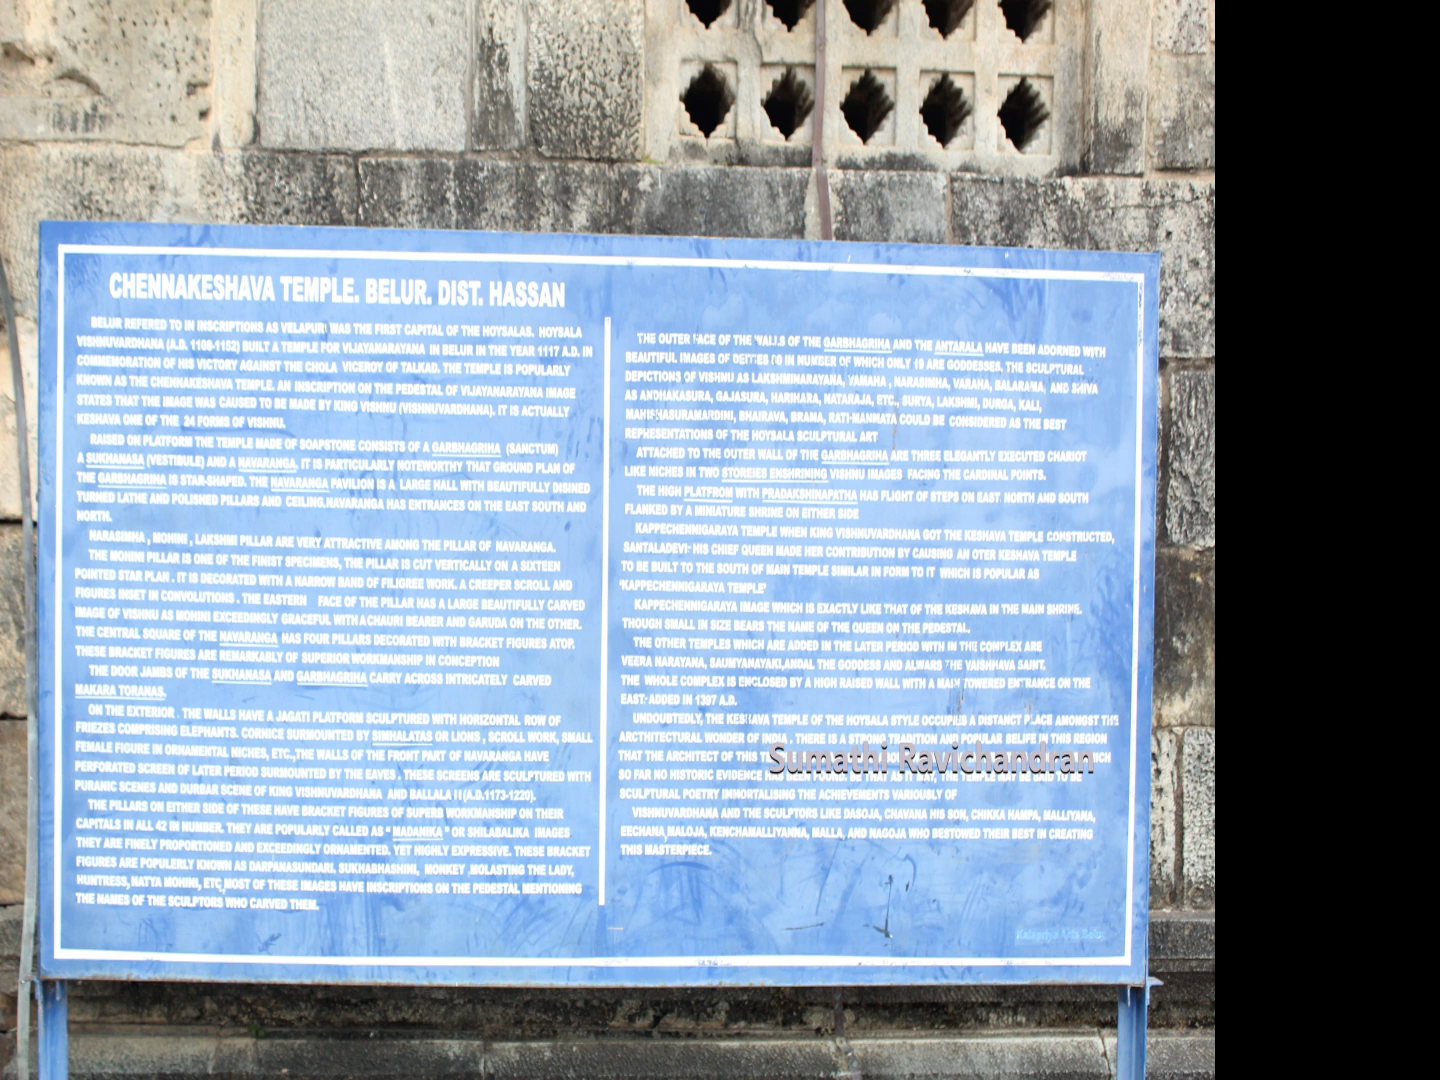 CHENNAKESHAVA TEMPLE. BELUR. DIST. HASSAN
BELUR REFERED TO IN INSCRIPTIONS AS VELAPURI WAS THE FIRST CAPITAL OF THE HOYSALAS. HOYSALA
VISHNUVARDHANA (A.D. 1108-1152) BUILT A TEMPLE FOR VIJAYANARAYANA IN BELUR IN THE YEAR 1117 A.D. IN
COMMEMORATION OF HIS VICTORY AGAINST THE CHOLA VICEROY OF TALKAD. THE TEMPLE IS POPULARLY
KNOWN AS THE CHENNAKESHAVA TEMPLE. AN INSCRIPTION ON THE PEDESTAL OF VIJAYANARAYANA IMAGE
STATES THAT THE IMAGE WAS CAUSED TO BE MADE BY KING VISHNU (VISHNUVARDHANA). IT IS ACTUALLY
KESHAVA ONE OF THE 24 FORMS OF VISHNU.
RAISED ON PLATFORM THE TEMPLE MADE OF SOAPSTONE CONSISTS OF A GARBHAGRIHA (SANCTUM)
A SUKHANASA (VESTIBULE) AND A NAVARANGA. IT IS PARTICULARLY NOTEWORTHY THAT GROUND PLAN OF
THE GARBHAGRIHA IS STAR-SHAPED. THE NAVARANGA PAVILION IS A LARGE HALL WITH BEAUTIFULLY DISINED
TURNED LATHE AND POLISHED PILLARS AND CEILING.NAVARANGA HAS ENTRANCES ON THE EAST SOUTH AND
NORTH.
NARASIMHA , MOHINI , LAKSHMI PILLAR ARE VERY ATTRACTIVE AMONG THE PILLAR OF NAVARANGA.
THE MOHINI PILLAR IS ONE OF THE FINIST SPECIMENS, THE PILLAR IS CUT VERTICALLY ON A SIXTEEN
POINTED STAR PLAN . IT IS DECORATED WITH A NARROW BAND OF FILIGREE WORK. A CREEPER SCROLL AND
FIGURES INSET IN CONVOLUTIONS . THE EASTERN FACE OF THE PILLAR HAS A LARGE BEAUTIFULLY CARVED
IMAGE OF VISHNU AS MOHINI EXCEEDINGLY GRACEFUL WITH A CHAURI BEARER AND GARUDA ON THE OTHER.
THE CENTRAL SQUARE OF THE NAVARANGA HAS FOUR PILLARS DECORATED WITH BRACKET FIGURES ATOP.
THESE BRACKET FIGURES ARE REMARKABLY OF SUPERIOR WORKMANSHIP IN CONCEPTION
THE DOOR JAMBS OF THE SUKHANASA AND GARBHAGRIHA CARRY ACROSS INTRICATELY CARVED
MAKARA TORANAS.
ON THE EXTERIOR THE WALLS HAVE A JAGATI PLATFORM SCULPTURED WITH HORIZONTAL ROW OF
FRIEZES COMPRISING ELEPHANTS. CORNICE SURMOUNTED BY SIMHALATAS OR LIONS , SCROLL WORK, SMALL
FEMALE FIGURE IN ORNAMENTAL NICHES, ETC.,THE WALLS OF THE FRONT PART OF NAVARANGA HAVE
PERFORATED SCREEN OF LATER PERIOD SURMOUNTED BY THE EAVES . THESE SCREENS ARE SCULPTURED WITH
PURANIC SCENES AND DURBAR SCENE OF KING VISHNUVARDHANA AND BALLALA II (A.D.1173-1220).
THE PILLARS ON EITHER SIDE OF THESE HAVE BRACKET FIGURES OF SUPERB WORKMANSHIP ON THEIR
CAPITALS IN ALL 42 IN NUMBER. THEY ARE POPULARLY CALLED AS " MADANIKA " OR SHILABALIKA IMAGES
THEY ARE FINELY PROPORTIONED AND EXCEEDINGLY ORNAMENTED. YET HIGHLY EXPRESSIVE. THESE BRACKET
FIGURES ARE POPULERLY KNOWN AS DARPANASUNDARI. SUKHABHASHINI, MONKEY MOLASTING THE LADY,
HUNTRESS, NATYA MOHINI, ETC,MOST OF THESE IMAGES HAVE INSCRIPTIONS ON THE PEDESTAL MENTIONING
THE NAMES OF THE SCULPTORS WHO CARVED THEM.
THE OUTER FACE OF THE WALLS OF THE GARBHAGRIHA AND THE ANTARALA HAVE BEEN ADORNED WITH
BEAUTIFUL IMAGES OF DEITIES IN NUMBER OF WHICH ONLY 19 ARE GODDESSES. THE SCULPTURAL
DEPICTIONS OF VISHNU AS LAKSHMINARAYANA, VAMAHA , NARASIMHA, VARAHA, BALARAMA, AND SHIVA
AS ANDHAKASURA, GAJASURA, HARIHARA, NATARAJA, ETC., SURYA, LAKSHMI, DURGA, KALI,
MAHISHASURAMARDINI, BHAIRAVA, BRAMA, RATI-MANMATA COULD BE CONSIDERED AS THE BEST
REPRESENTATIONS OF THE HOYSALA SCULPTURAL ART
ATTACHED TO THE OUTER WALL OF THE GARBHAGRIHA ARE THREE ELEGANTLY EXECUTED CHARIOT
LIKE NICHES IN TWO STOREIES ENSHRINING VISHNU IMAGES FACING THE CARDINAL POINTS.
THE HIGH PLATFROM WITH PRADAKSHINAPATHA HAS FLIGHT OF STEPS ON EAST NORTH AND SOUTH
FLANKED BY A MINIATURE SHRINE ON EITHER SIDE
KAPPECHENNIGARAYA TEMPLE WHEN KING VISHNUVARDHANA GOT THE KESHAVA TEMPLE CONSTRUCTED,
SANTALADEVI HIS CHIEF QUEEN MADE HER CONTRIBUTION BY CAUSING AN OTER KESHAVA TEMPLE
TO BE BUILT TO THE SOUTH OF MAIN TEMPLE SIMILAR IN FORM TO IT WHICH IS POPULAR AS
'KAPPECHENNIGARAYA TEMPLE'
KAPPECHENNIGARAYA IMAGE WHICH IS EXACTLY LIKE THAT OF THE KESHAVA IN THE MAIN SHRINE.
THOUGH SMALL IN SIZE BEARS THE NAME OF THE QUEEN ON THE PEDESTAL.
THE OTHER TEMPLES WHICH ARE ADDED IN THE LATER PERIOD WITH IN THE COMPLEX ARE
VEERA NARAYANA, SAUMYANAYAKI,ANDAL THE GODDESS AND ALWARS THE VAISHHAVA SAINT.
THE WHOLE COMPLEX IS ENCLOSED BY A HIGH RAISED WALL WITH A MAIN TOWERED ENTRANCE ON THE
EAST ADDED IN 1397 A.D.
UNDOUBTEDLY, THE KESHAVA TEMPLE OF THE HOYSALA STYLE OCCUPIES A DISTANCT PLACE AMONGST THE
ARCTHITECTURAL WONDER OF INDIA . THERE IS A STRONG TRADITION AND POPULAR BELIFE IN THIS REGION
THAT THE ARCHITECT OF THIS
Sumathi Ravichandran
SO FAR NO HISTORIC EVIDENCE HAS BEEN FOUND. BE THAT AS IT MAY, THE TEMPLE
SCULPTURAL POETRY IMMORTALISING THE ACHIEVEMENTS VARIOUSLY OF
VISHNUVARDHANA AND THE SCULPTORS LIKE DASOJA, CHAVANA HIS SON, CHIKKA HAMPA, MALLIYANA,
EECHANA,MALOJA, KENCHAMALLIYANNA, MALLA, AND NAGOJA WHO BESTOWED THEIR BEST IN CREATING
THIS MASTERPIECE.